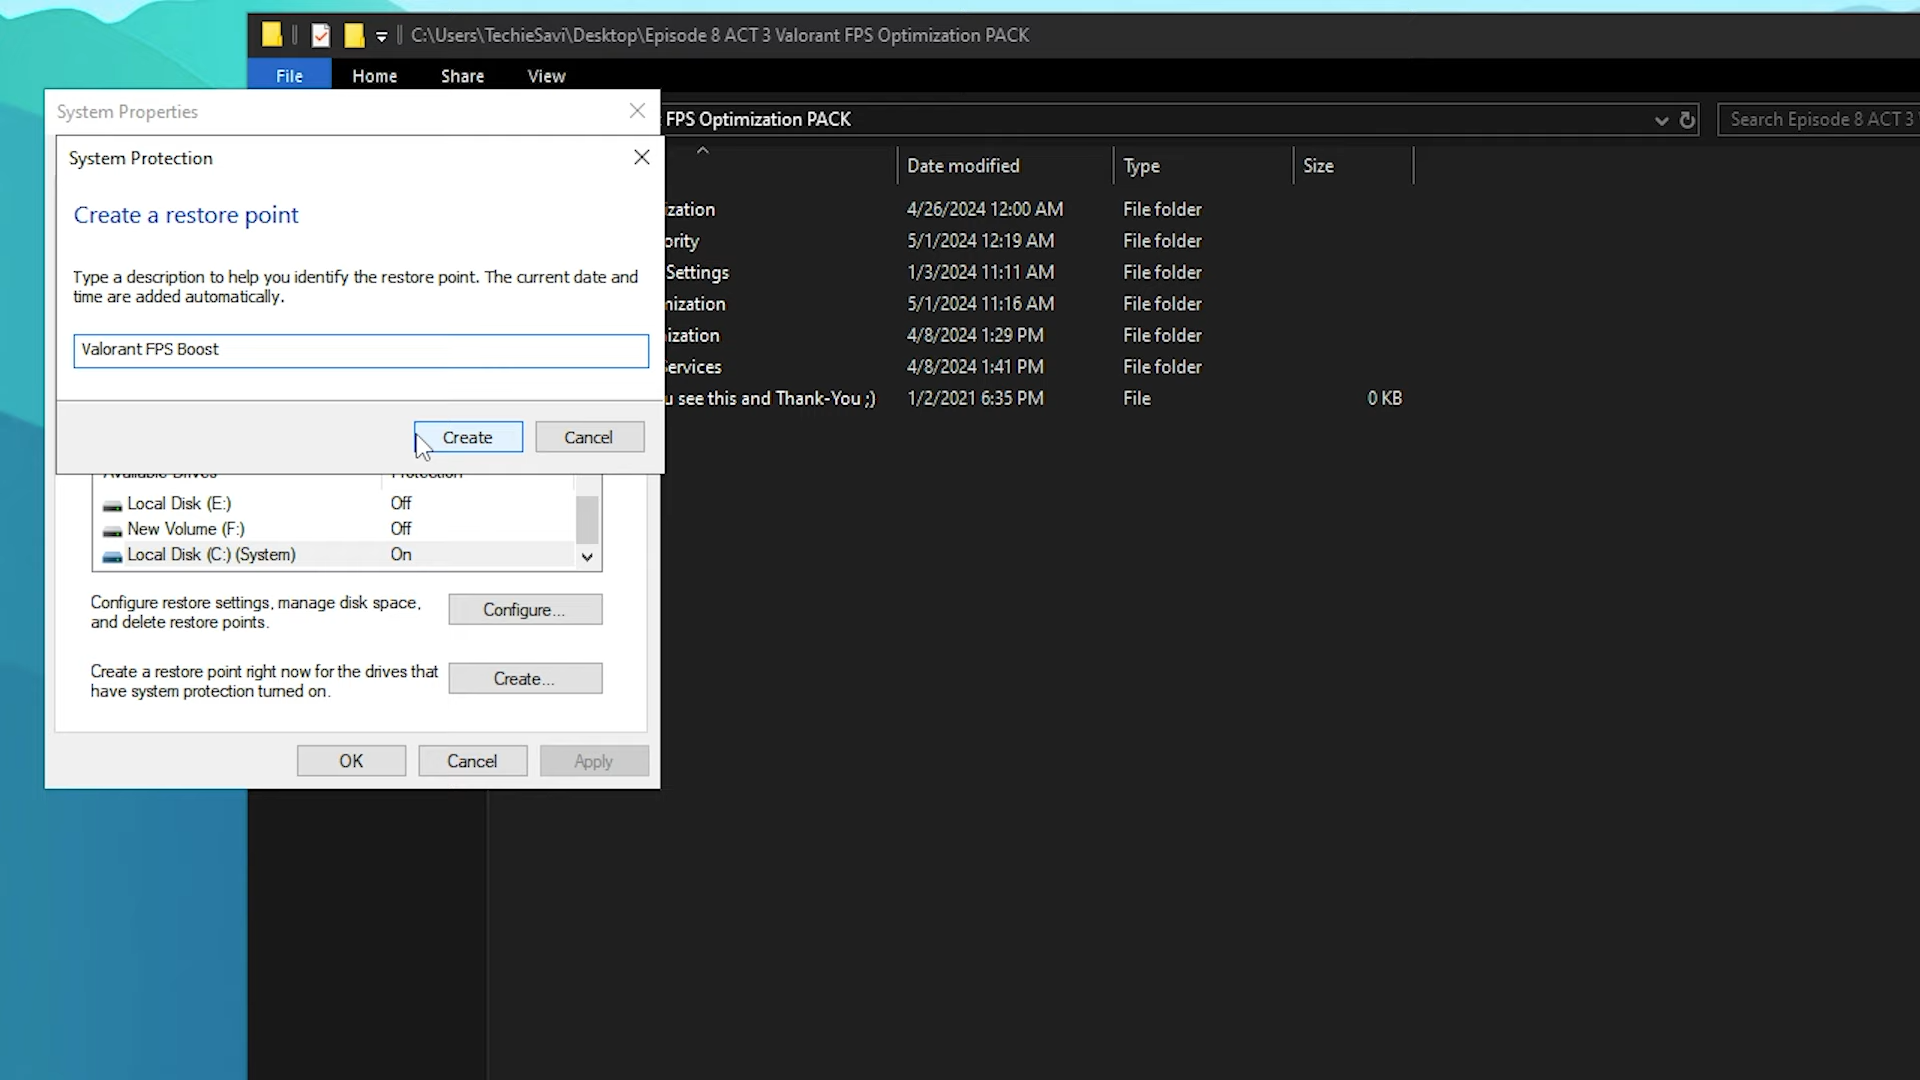 C:\Users\TechieSavi\Desktop\Episode 8 ACT 3 Valorant FPS Optimization PACK
File Home Share View
System Properties
FPS Optimization PACK
Search Episode 8 ACT 3
System Protection
Create a restore point
Type a description to help you identify the restore point. The current date and
time are added automatically.
Valorant FPS Boost
Create Cancel
Available Drives Protection
Local Disk (E:) Off
New Volume (F:) Off
Local Disk (C:) (System) On
Configure restore settings, manage disk space,
and delete restore points.
Configure...
Create a restore point right now for the drives that
have system protection turned on.
Create...
OK Cancel Apply
Date modified Type Size
ization 4/26/2024 12:00 AM File folder
ority 5/1/2024 12:19 AM File folder
Settings 1/3/2024 11:11 AM File folder
nization 5/1/2024 11:16 AM File folder
ization 4/8/2024 1:29 PM File folder
Services 4/8/2024 1:41 PM File folder
u see this and Thank-You ;) 1/2/2021 6:35 PM File 0 KB